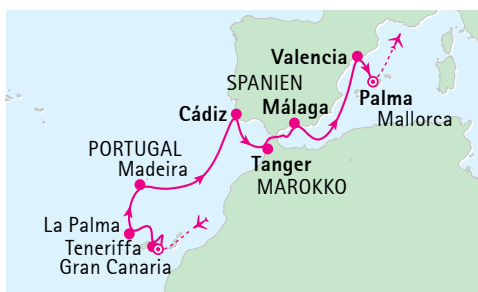 Valencia
SPANIEN
Palma
Mallorca
Cádiz
Málaga
PORTUGAL
Madeira
Tanger
MAROKKO
La Palma
Teneriffa
Gran Canaria